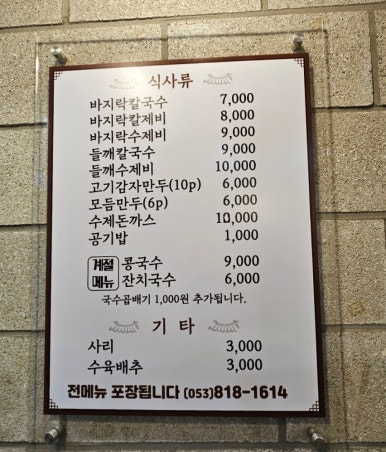 식사류
바지락칼국수 7,000
바지락칼제비 8,000
바지락수제비 9,000
들깨칼국수 9,000
들깨수제비 10,000
고기감자만두(10p) 6,000
모듬만두(6p) 6,000
수제돈까스 10,000
공기밥 1,000
계절 콩국수 9,000
메뉴 잔치국수 6,000
국수곱배기 1,000원 추가됩니다.
기 타
사리 3,000
수육배추 3,000
전메뉴 포장됩니다 (053)818-1614